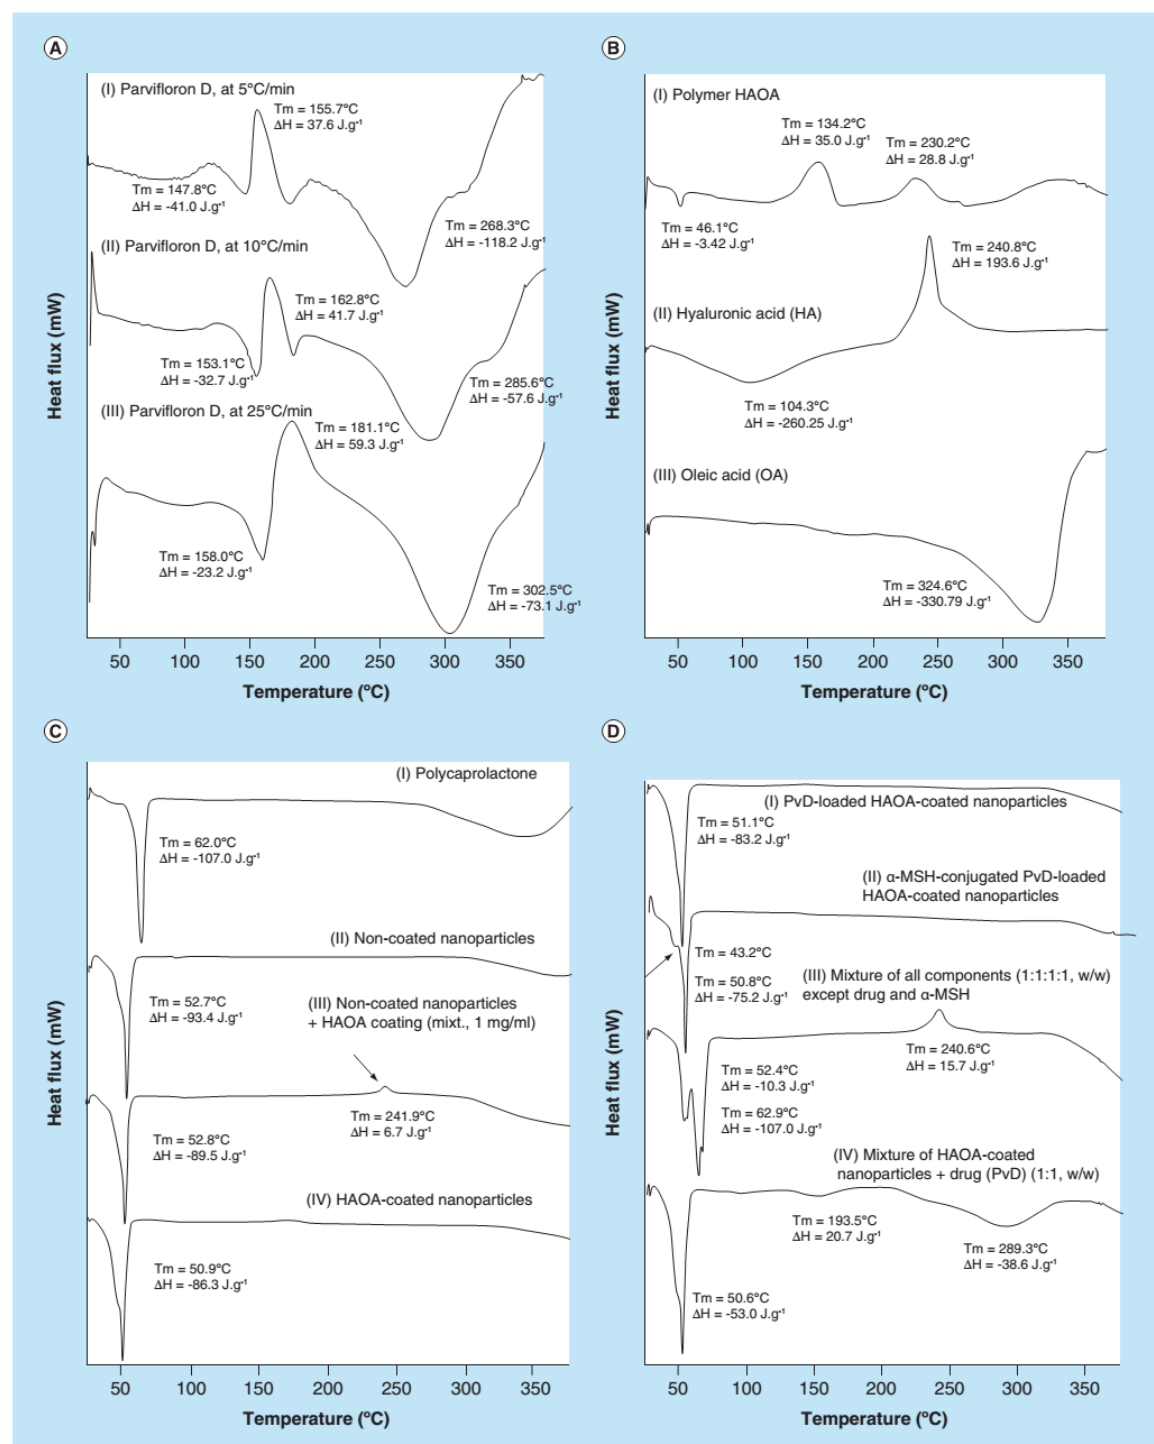 A
(I) Parvifloron D, at 5°C/min
Tm = 155.7°C
ΔH = 37.6 J.g⁻¹
Tm = 147.8°C
ΔH = -41.0 J.g⁻¹
Tm = 268.3°C
ΔH = -118.2 J.g⁻¹
(II) Parvifloron D, at 10°C/min
Tm = 162.8°C
ΔH = 41.7 J.g⁻¹
Tm = 153.1°C
ΔH = -32.7 J.g⁻¹
Tm = 285.6°C
ΔH = -57.6 J.g⁻¹
(III) Parvifloron D, at 25°C/min
Tm = 181.1°C
ΔH = 59.3 J.g⁻¹
Tm = 158.0°C
ΔH = -23.2 J.g⁻¹
Tm = 302.5°C
ΔH = -73.1 J.g⁻¹
Heat flux (mW)
50 100 150 200 250 300 350
Temperature (°C)
B
(I) Polymer HAOA
Tm = 134.2°C
ΔH = 35.0 J.g⁻¹
Tm = 230.2°C
ΔH = 28.8 J.g⁻¹
Tm = 46.1°C
ΔH = -3.42 J.g⁻¹
Tm = 240.8°C
ΔH = 193.6 J.g⁻¹
(II) Hyaluronic acid (HA)
Tm = 104.3°C
ΔH = -260.25 J.g⁻¹
(III) Oleic acid (OA)
Tm = 324.6°C
ΔH = -330.79 J.g⁻¹
Heat flux (mW)
50 100 150 200 250 300 350
Temperature (°C)
C
(I) Polycaprolactone
Tm = 62.0°C
ΔH = -107.0 J.g⁻¹
(II) Non-coated nanoparticles
Tm = 52.7°C
ΔH = -93.4 J.g⁻¹
(III) Non-coated nanoparticles
+ HAOA coating (mixt., 1 mg/ml)
Tm = 241.9°C
ΔH = 6.7 J.g⁻¹
Tm = 52.8°C
ΔH = -89.5 J.g⁻¹
(IV) HAOA-coated nanoparticles
Tm = 50.9°C
ΔH = -86.3 J.g⁻¹
Heat flux (mW)
50 100 150 200 250 300 350
Temperature (°C)
D
(I) PvD-loaded HAOA-coated nanoparticles
Tm = 51.1°C
ΔH = -83.2 J.g⁻¹
(II) α-MSH-conjugated PvD-loaded
HAOA-coated nanoparticles
Tm = 43.2°C
Tm = 50.8°C
ΔH = -75.2 J.g⁻¹
(III) Mixture of all components (1:1:1:1, w/w)
except drug and α-MSH
Tm = 240.6°C
ΔH = 15.7 J.g⁻¹
Tm = 52.4°C
ΔH = -10.3 J.g⁻¹
Tm = 62.9°C
ΔH = -107.0 J.g⁻¹
(IV) Mixture of HAOA-coated
nanoparticles + drug (PvD) (1:1, w/w)
Tm = 193.5°C
ΔH = 20.7 J.g⁻¹
Tm = 289.3°C
ΔH = -38.6 J.g⁻¹
Tm = 50.6°C
ΔH = -53.0 J.g⁻¹
Heat flux (mW)
50 100 150 200 250 300 350
Temperature (°C)